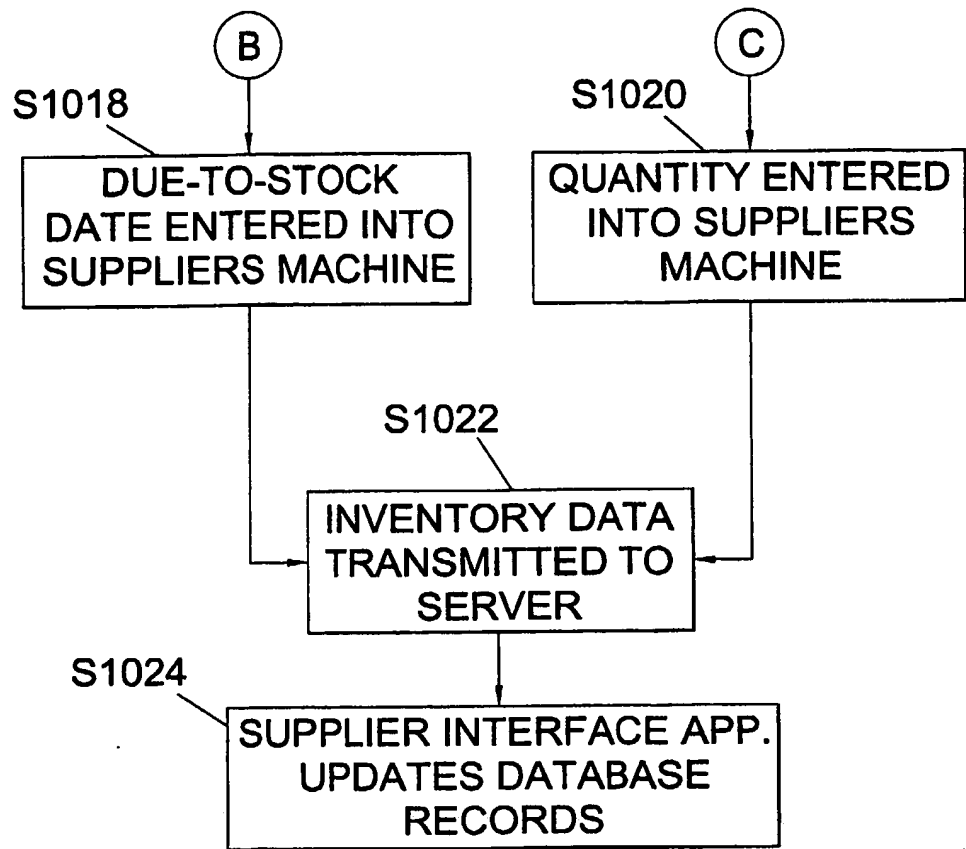 B
C
S1018
S1020
DUE-TO-STOCK
DATE ENTERED INTO
SUPPLIERS MACHINE
QUANTITY ENTERED
INTO SUPPLIERS
MACHINE
S1022
INVENTORY DATA
TRANSMITTED TO
SERVER
S1024
SUPPLIER INTERFACE APP.
UPDATES DATABASE
RECORDS